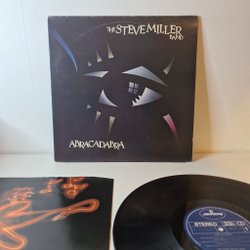 THE STEVE MILLER
BAND
ABRACADABRA
STEREO